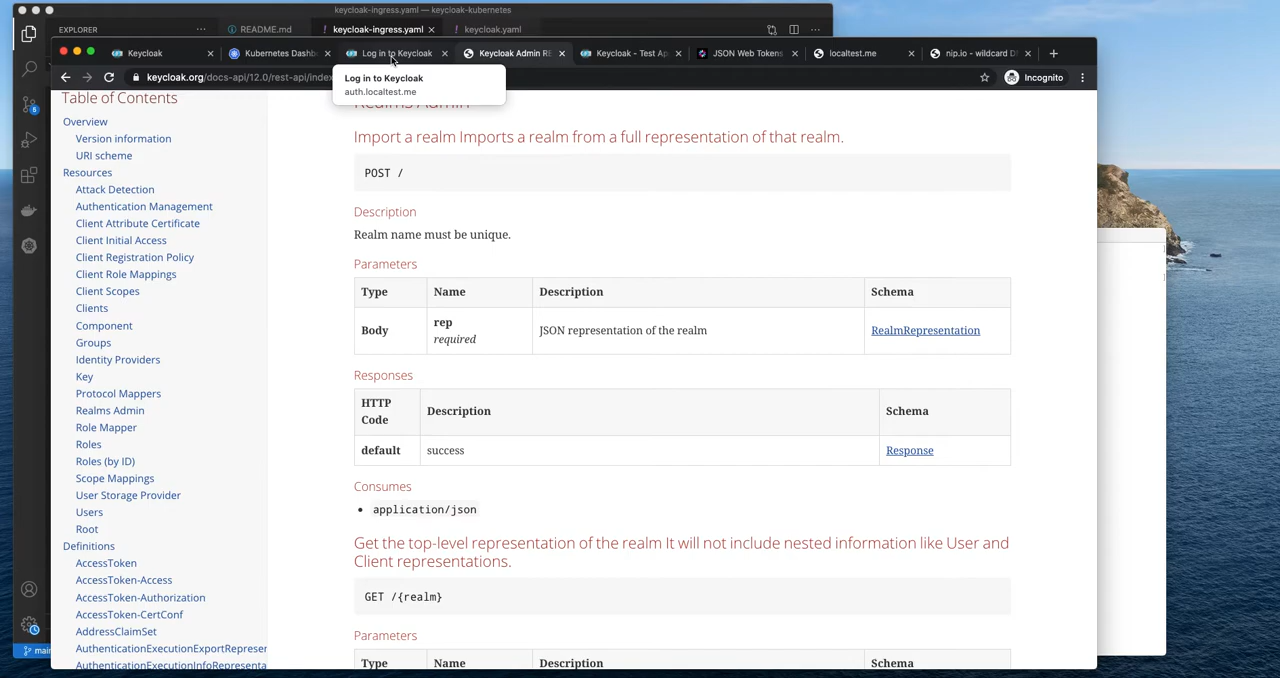 keycloak-ingress.yaml — keycloak-kubernetes
EXPLORER
README.md
keycloak-ingress.yaml
keycloak.yaml
Keycloak
Kubernetes Dashb
Log in to Keycloak
Keycloak Admin RE
Keycloak - Test Ap
JSON Web Tokens
localtest.me
nip.io - wildcard D
keycloak.org/docs-api/12.0/rest-api/index
Incognito
Log in to Keycloak
auth.localtest.me
Table of Contents
Overview
Version information
URI scheme
Resources
Attack Detection
Authentication Management
Client Attribute Certificate
Client Initial Access
Client Registration Policy
Client Role Mappings
Client Scopes
Clients
Component
Groups
Identity Providers
Key
Protocol Mappers
Realms Admin
Role Mapper
Roles
Roles (by ID)
Scope Mappings
User Storage Provider
Users
Root
Definitions
AccessToken
AccessToken-Access
AccessToken-Authorization
AccessToken-CertConf
AddressClaimSet
AuthenticationExecutionExportRepreser
AuthenticationExecutionInfoRepresenta
Realms Admin
Import a realm Imports a realm from a full representation of that realm.
POST /
Description
Realm name must be unique.
Parameters
Type Name Description Schema
Body rep required JSON representation of the realm RealmRepresentation
Responses
HTTP Code Description Schema
default success Response
Consumes
• application/json
Get the top-level representation of the realm It will not include nested information like User and
Client representations.
GET /{realm}
Parameters
Type Name Description Schema
5
main